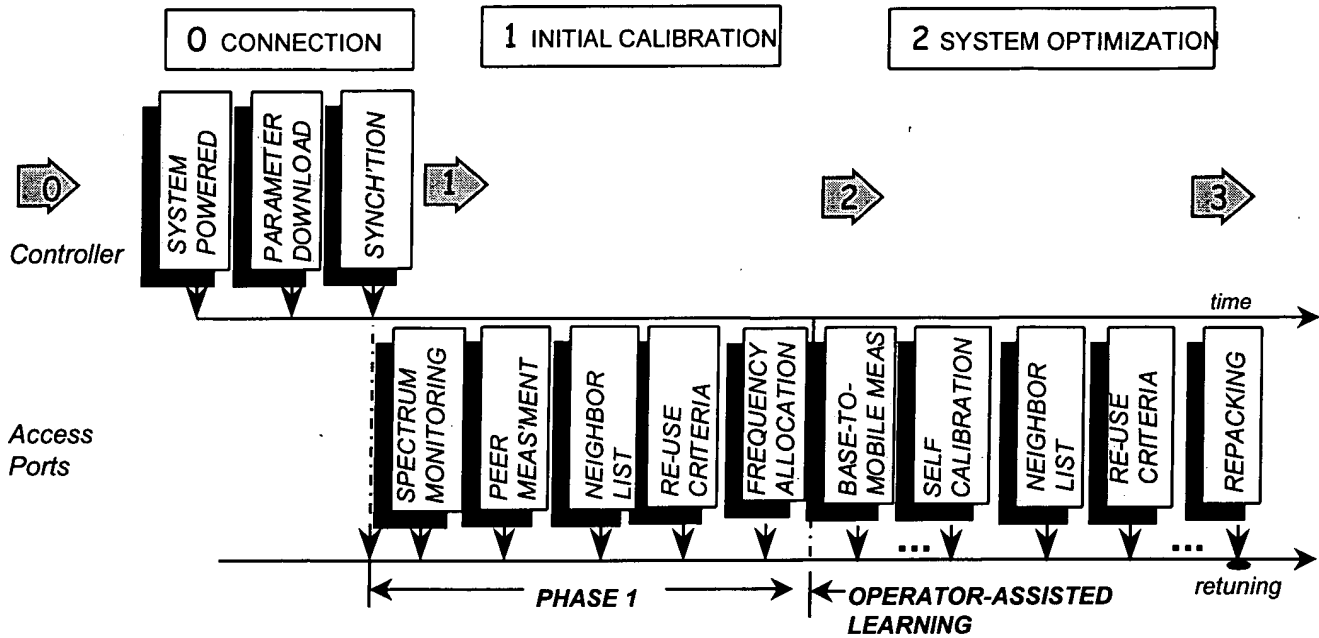 0 CONNECTION
1 INITIAL CALIBRATION
2 SYSTEM OPTIMIZATION
0
SYSTEM
POWERED
PARAMETER
DOWNLOAD
SYNCH'TION
1
2
3
Controller
time
SPECTRUM
MONITORING
PEER
MEAS'MENT
NEIGHBOR
LIST
RE-USE
CRITERIA
FREQUENCY
ALLOCATION
BASE-TO-
MOBILE MEAS
SELF
CALIBRATION
NEIGHBOR
LIST
RE-USE
CRITERIA
REPACKING
Access
Ports
...
...
retuning
PHASE 1
OPERATOR-ASSISTED
LEARNING